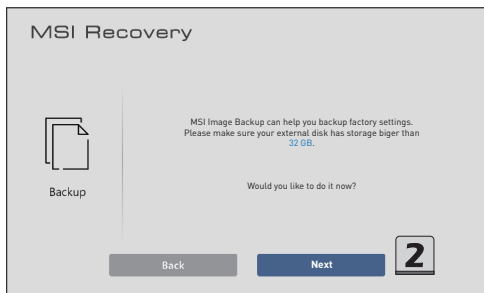 MSI Recovery
MSI Image Backup can help you backup factory settings.
Please make sure your external disk has storage biger than
32 GB.
Backup
Would you like to do it now?
Back
Next
2